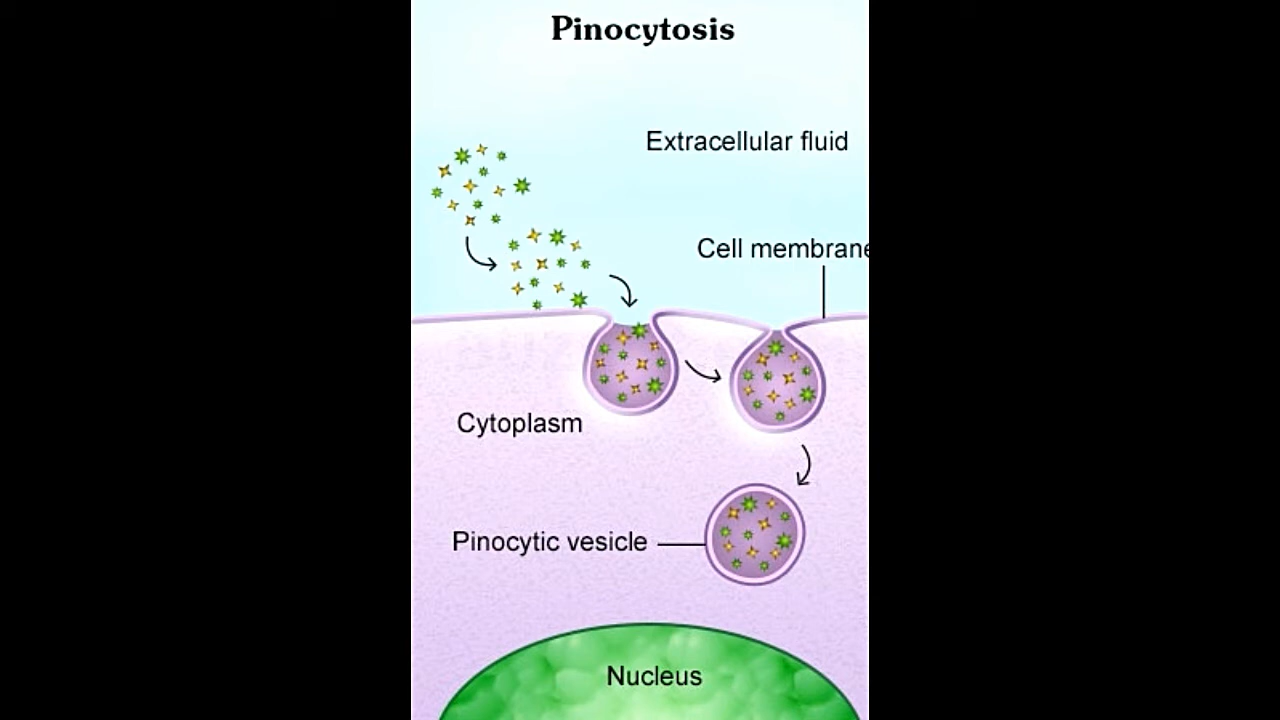 Pinocytosis
Extracellular fluid
Cell membrane
Cytoplasm
Pinocytic vesicle
Nucleus